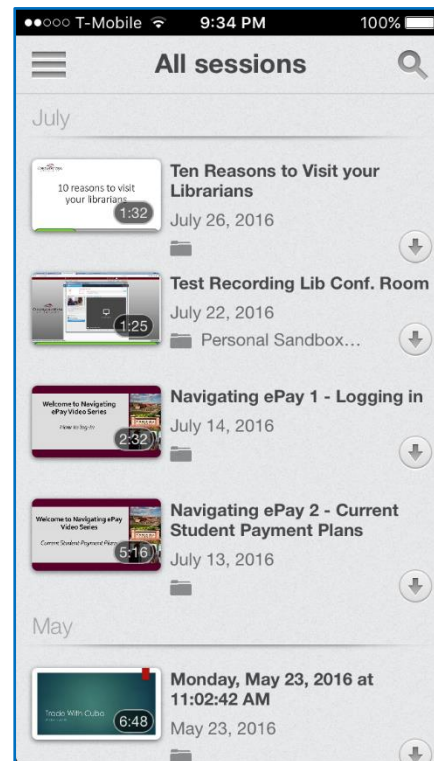 T-Mobile 9:34 PM 100%
All sessions
July
10 reasons to visit
your librarians
1:32
Ten Reasons to Visit your
Librarians
July 26, 2016
1:25
Test Recording Lib Conf. Room
July 22, 2016
Personal Sandbox...
Welcome to Navigating
ePay Video Series
How to log-in
2:32
Navigating ePay 1 - Logging in
July 14, 2016
Welcome to Navigating ePay
Video Series
Current Student Payment Plans
5:16
Navigating ePay 2 - Current
Student Payment Plans
July 13, 2016
May
Trade With Cuba
6:48
Monday, May 23, 2016 at
11:02:42 AM
May 23, 2016